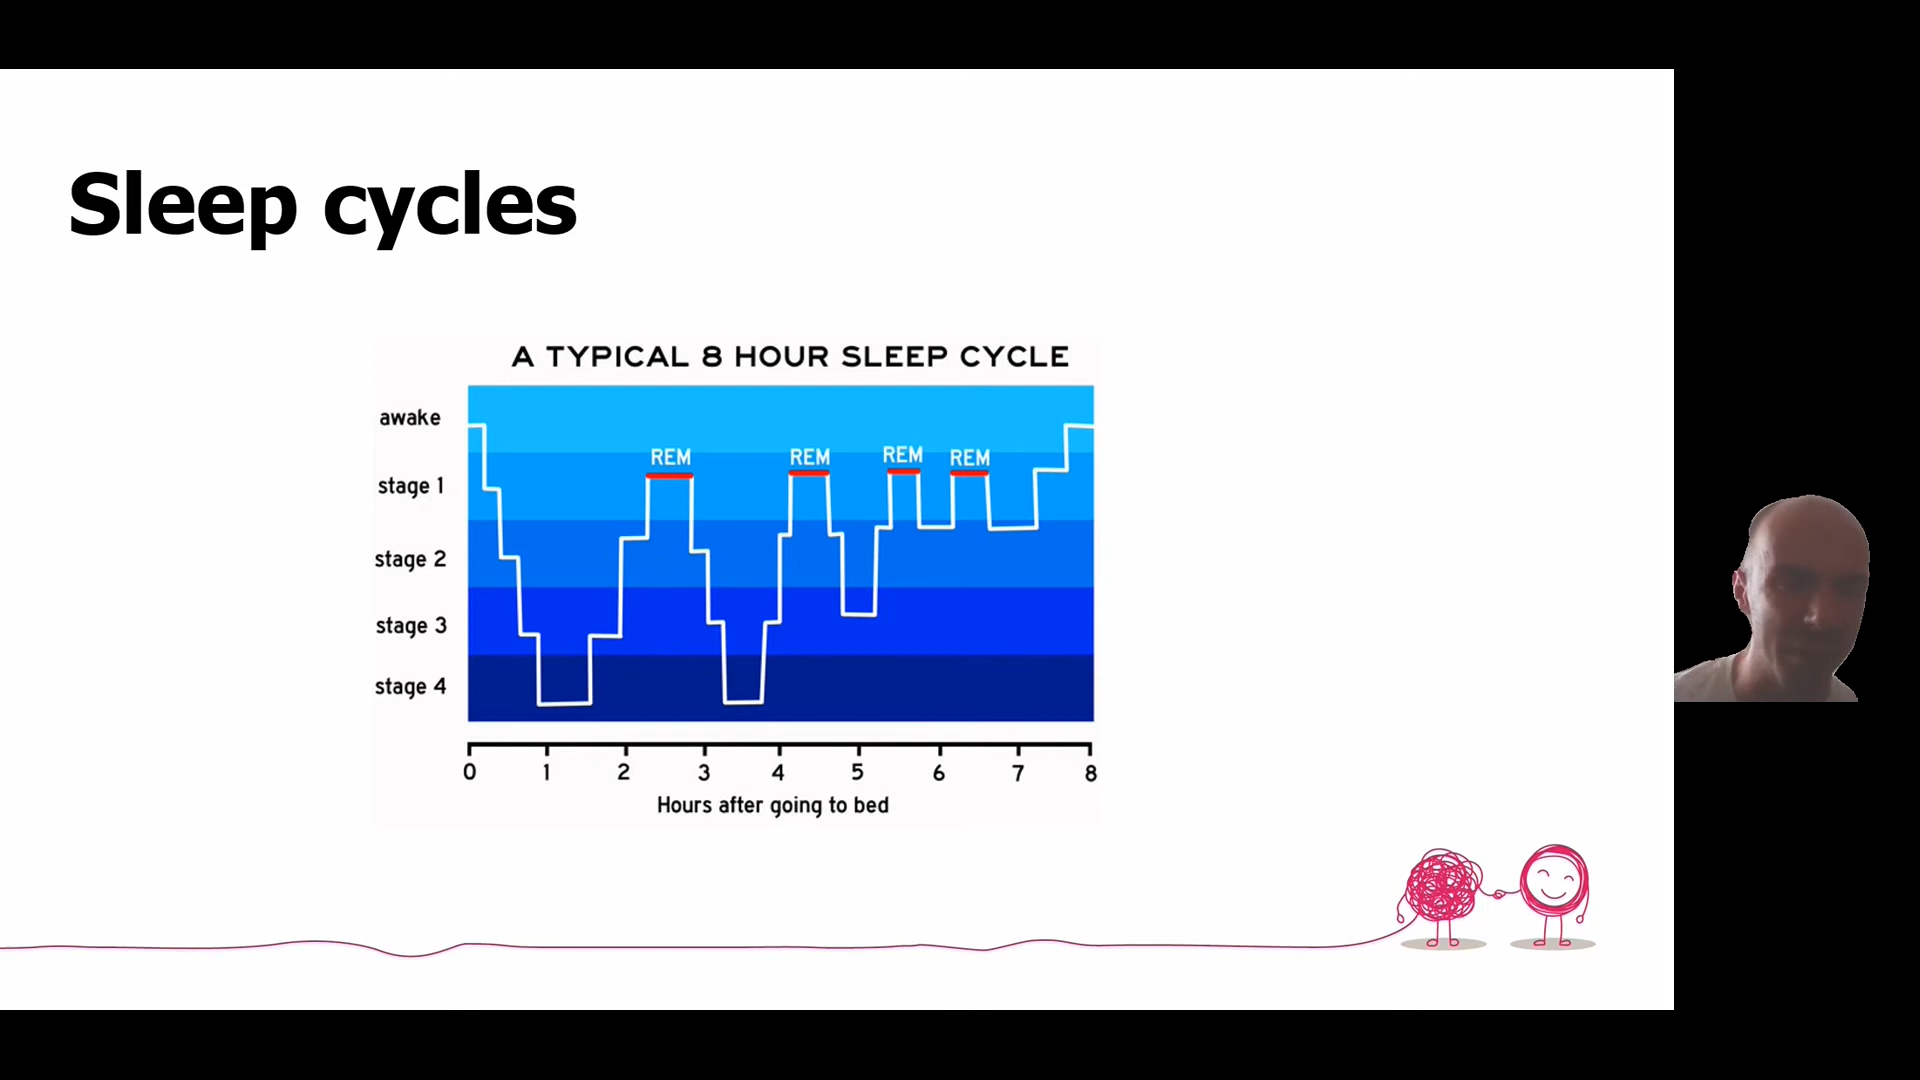 Sleep cycles
A TYPICAL 8 HOUR SLEEP CYCLE
awake
REM REM REM REM
stage 1
stage 2
stage 3
stage 4
0 1 2 3 4 5 6 7 8
Hours after going to bed